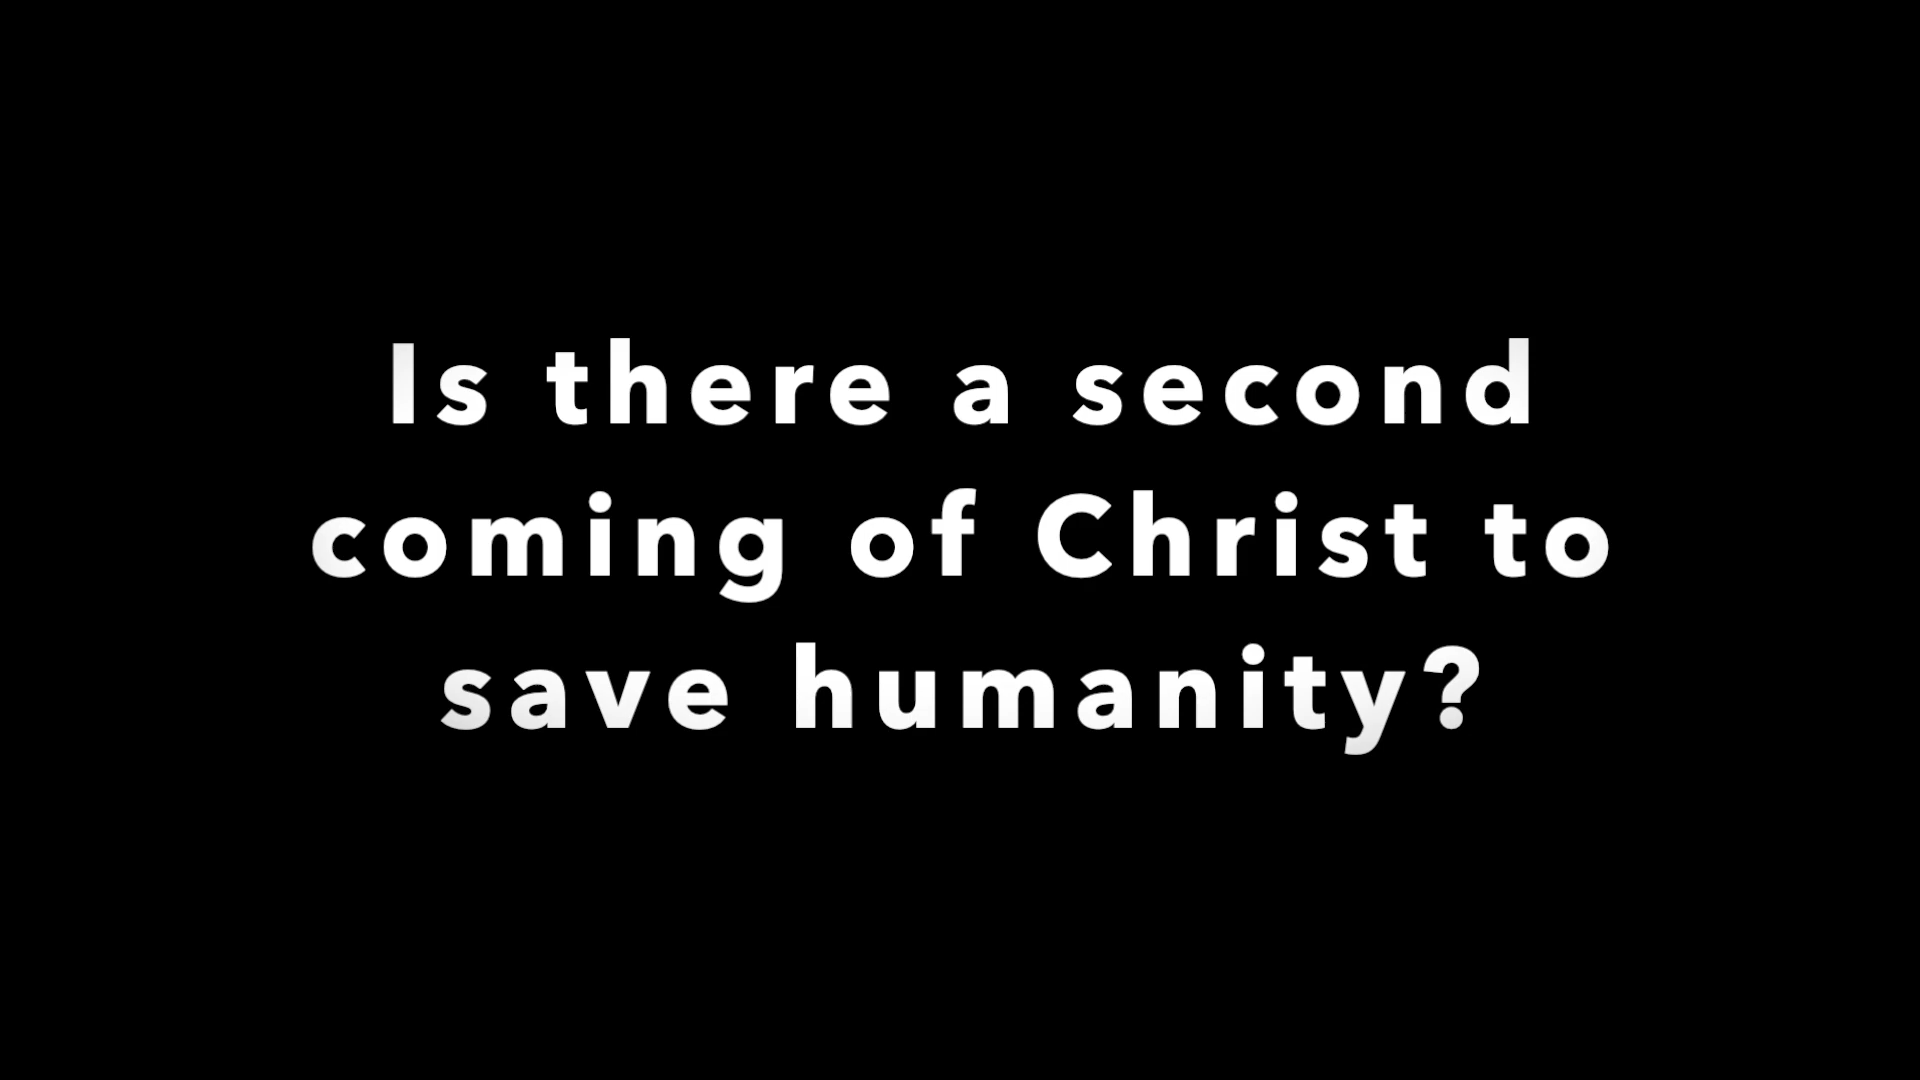 Is there a second
coming of Christ to
save humanity?